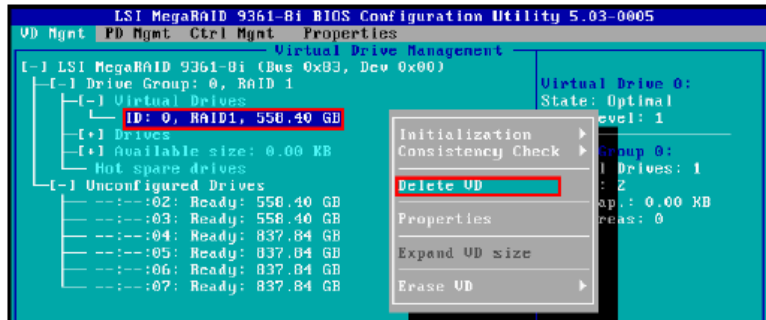 LSI MegaRAID 9361-8i BIOS Configuration Utility 5.03-0005
VD Mgmt PD Mgmt Ctrl Mgmt Properties
Virtual Drive Management
[-] LSI MegaRAID 9361-8i (Bus 0x83, Dev 0x00)
[-] Drive Group: 0, RAID 1
[-] Virtual Drives
ID: 0, RAID1, 558.40 GB
[+] Drives
[+] Available size: 0.00 KB
Hot spare drives
[-] Unconfigured Drives
--:--:02: Ready: 558.40 GB
--:--:03: Ready: 558.40 GB
--:--:04: Ready: 837.84 GB
--:--:05: Ready: 837.84 GB
--:--:06: Ready: 837.84 GB
--:--:07: Ready: 837.84 GB
Initialization
Consistency Check
Delete VD
Properties
Expand VD size
Erase VD
Virtual Drive 0:
State: Optimal
evel: 1
oup 0:
l Drives: 1
: 2
ap.: 0.00 KB
reas: 0